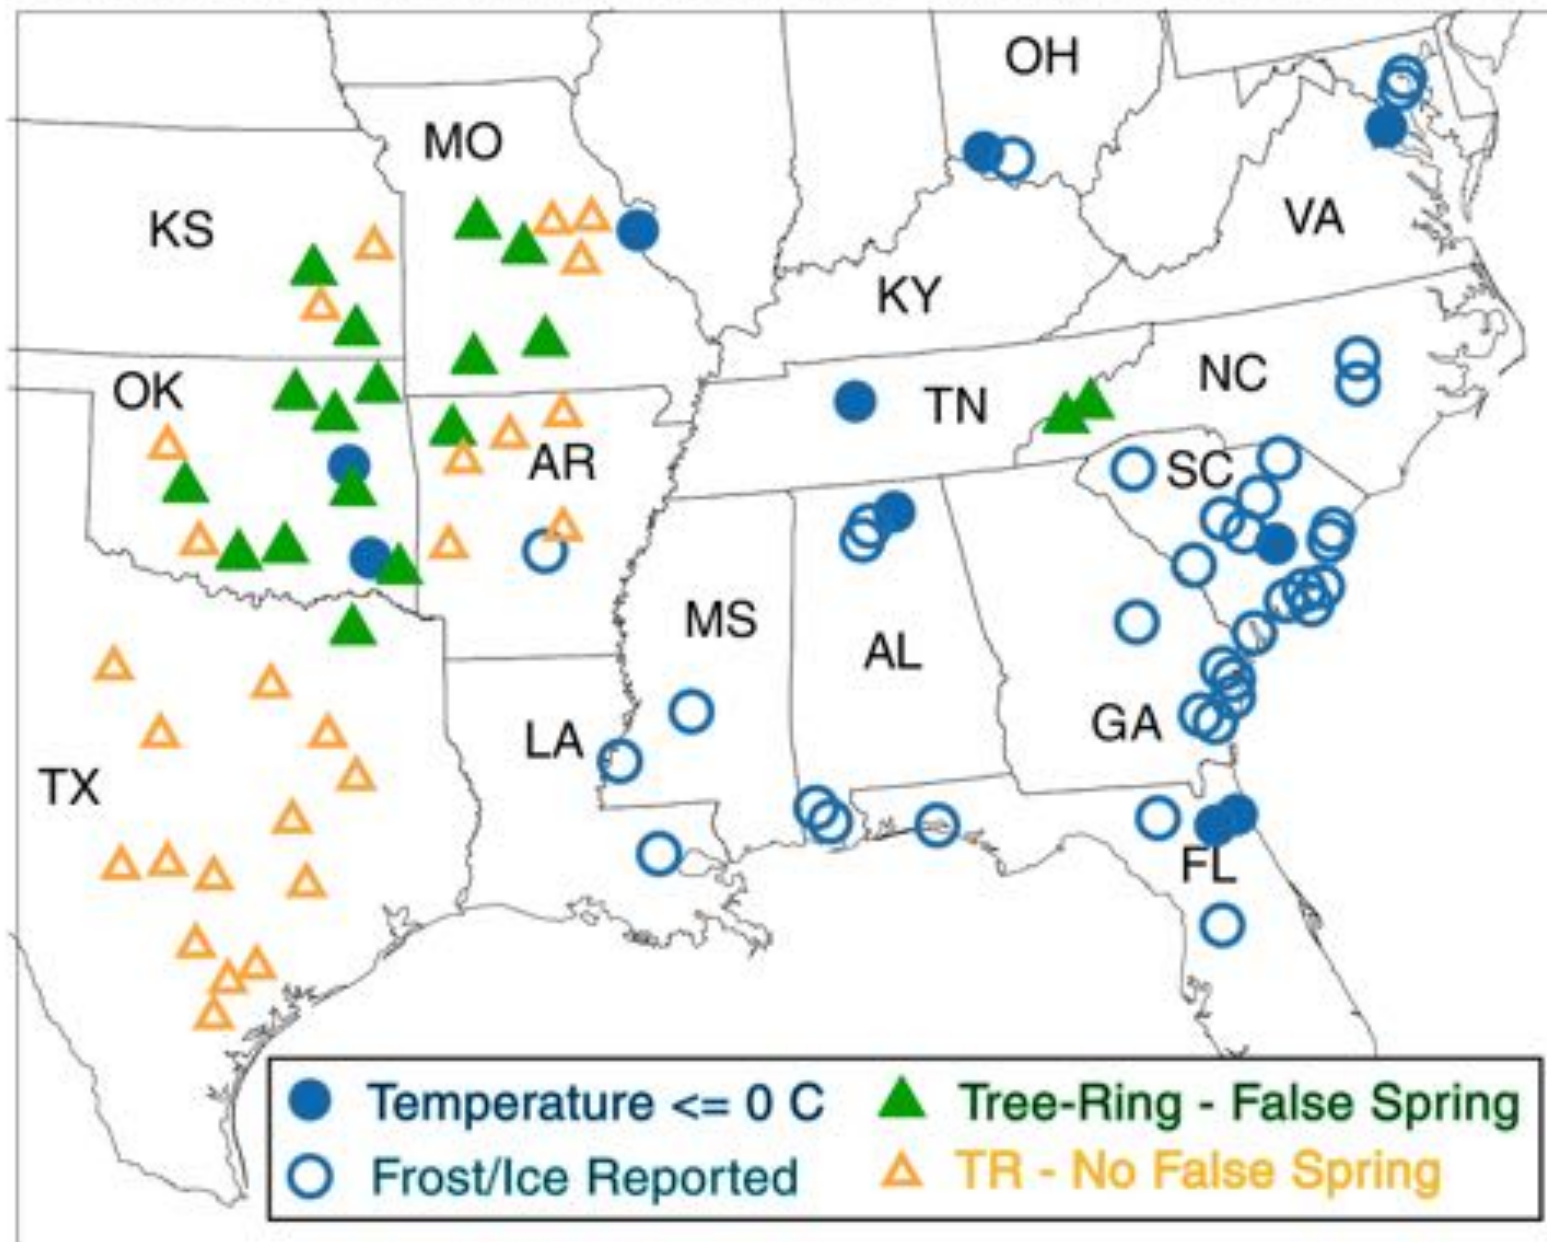 OH
MO
KS
VA
KY
OK
NC
TN
AR
SC
MS
AL
LA
GA
TX
FL
Temperature <= 0 C
Tree-Ring - False Spring
Frost/Ice Reported
TR - No False Spring